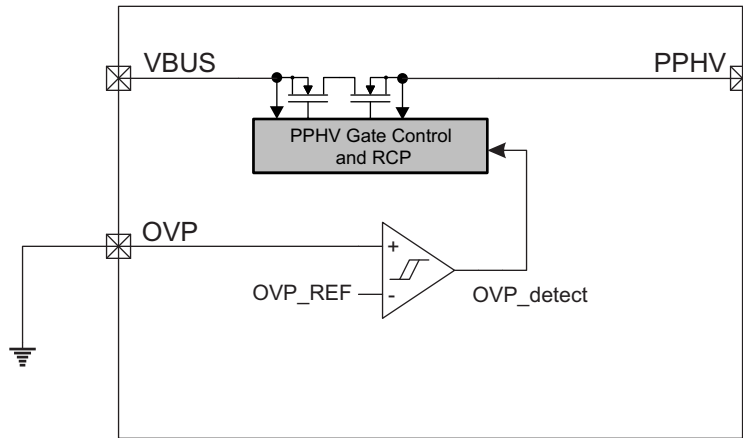 VBUS
PPHV
PPHV Gate Control
and RCP
OVP
+
OVP_REF
-
OVP_detect